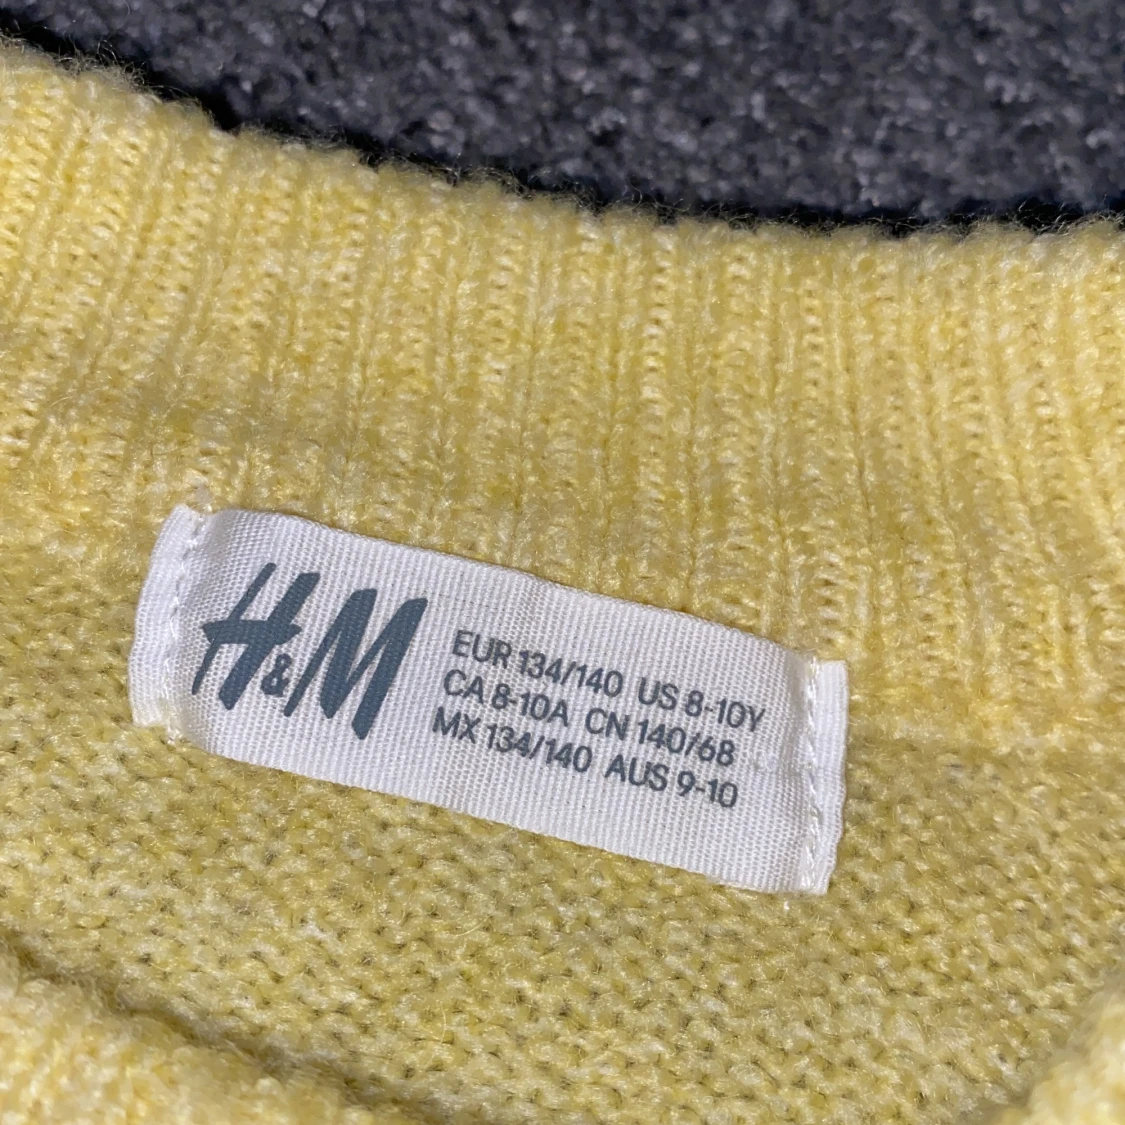 H&M
EUR 134/140 US 8-10Y
CA 8-10A CN 140/68
MX 134/140 AUS 9-10